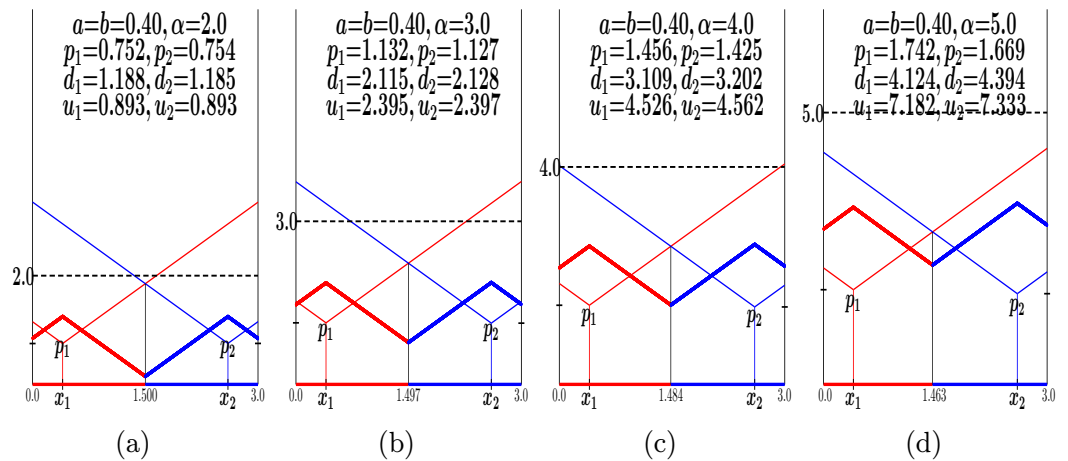 a=b=0.40, α=2.0
p₁=0.752, p₂=0.754
d₁=1.188, d₂=1.185
u₁=0.893, u₂=0.893
2.0
p₁ p₂
0.0 x₁ 1.500 x₂ 3.0
(a)
a=b=0.40, α=3.0
p₁=1.132, p₂=1.127
d₁=2.115, d₂=2.128
u₁=2.395, u₂=2.397
3.0
p₁ p₂
0.0 x₁ 1.497 x₂ 3.0
(b)
a=b=0.40, α=4.0
p₁=1.456, p₂=1.425
d₁=3.109, d₂=3.202
u₁=4.526, u₂=4.562
4.0
p₁ p₂
0.0 x₁ 1.484 x₂ 3.0
(c)
a=b=0.40, α=5.0
p₁=1.742, p₂=1.669
d₁=4.124, d₂=4.394
u₁=7.182, u₂=7.333
5.0
p₁ p₂
0.0 x₁ 1.463 x₂ 3.0
(d)